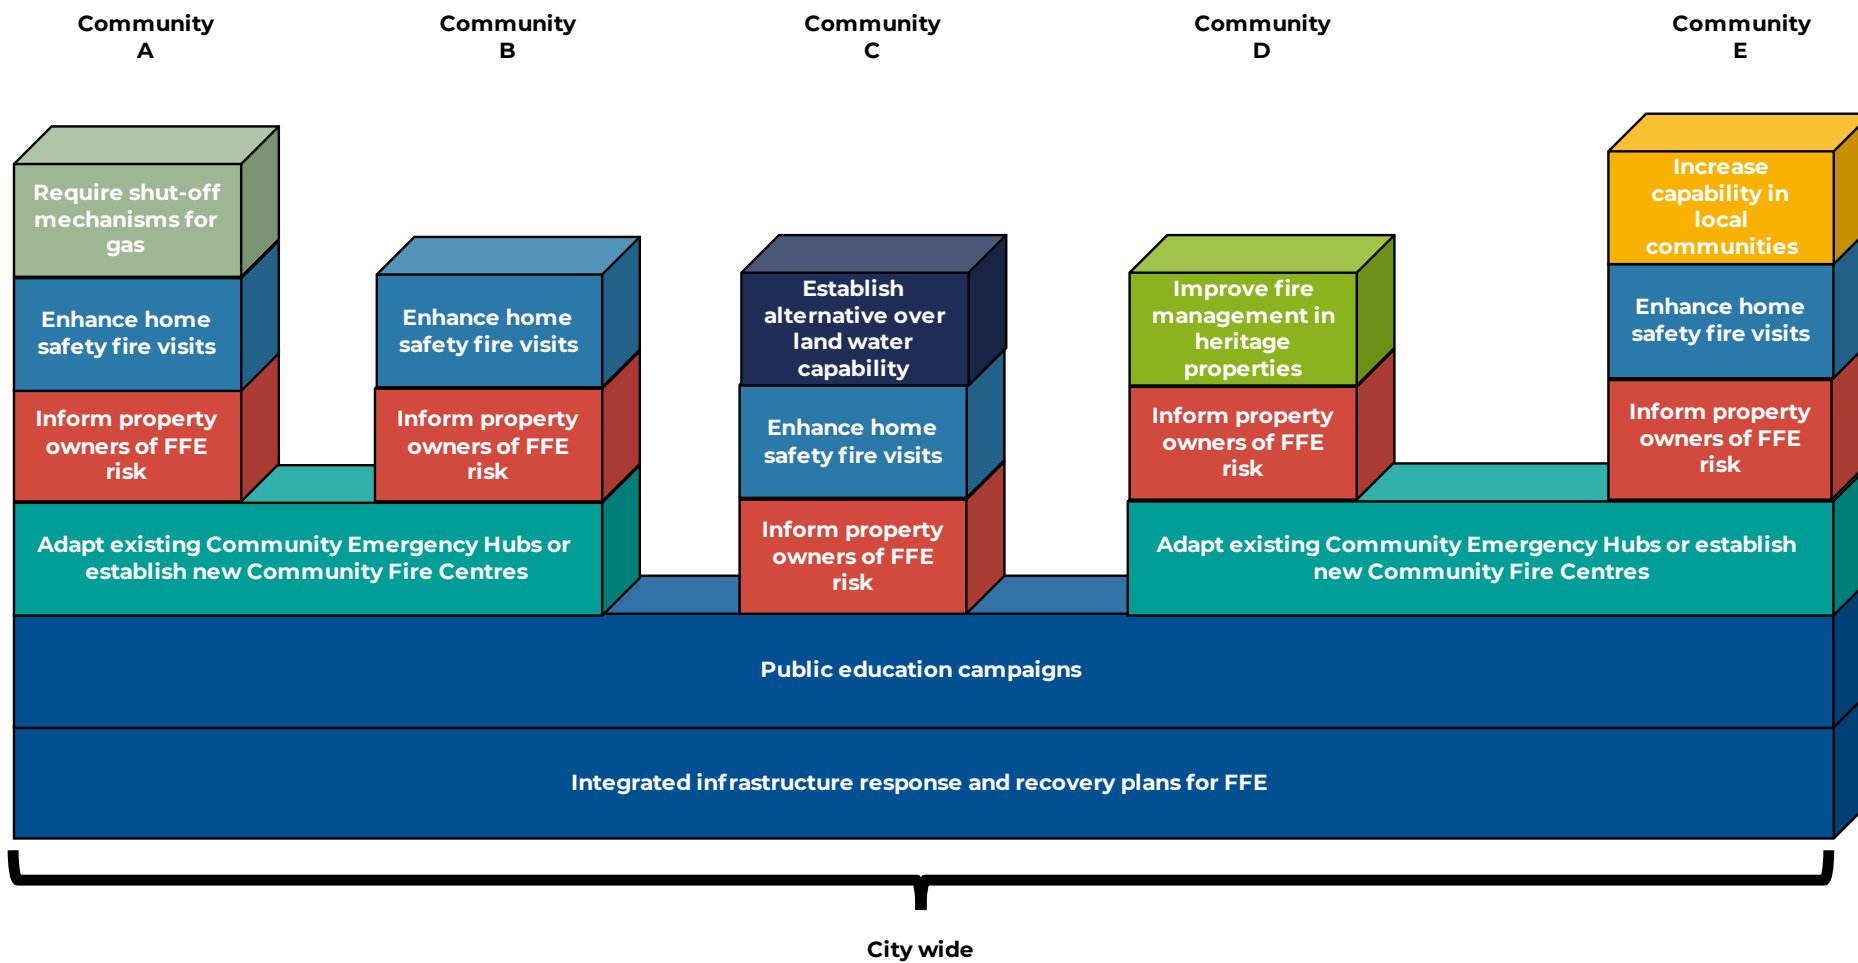 Community
A
Community
B
Community
C
Community
D
Community
E
Require shut-off
mechanisms for
gas
Enhance home
safety fire visits
Inform property
owners of FFE
risk
Enhance home
safety fire visits
Inform property
owners of FFE
risk
Adapt existing Community Emergency Hubs or
establish new Community Fire Centres
Establish
alternative over
land water
capability
Enhance home
safety fire visits
Inform property
owners of FFE
risk
Improve fire
management in
heritage
properties
Inform property
owners of FFE
risk
Increase
capability in
local
communities
Enhance home
safety fire visits
Inform property
owners of FFE
risk
Adapt existing Community Emergency Hubs or establish
new Community Fire Centres
Public education campaigns
Integrated infrastructure response and recovery plans for FFE
City wide